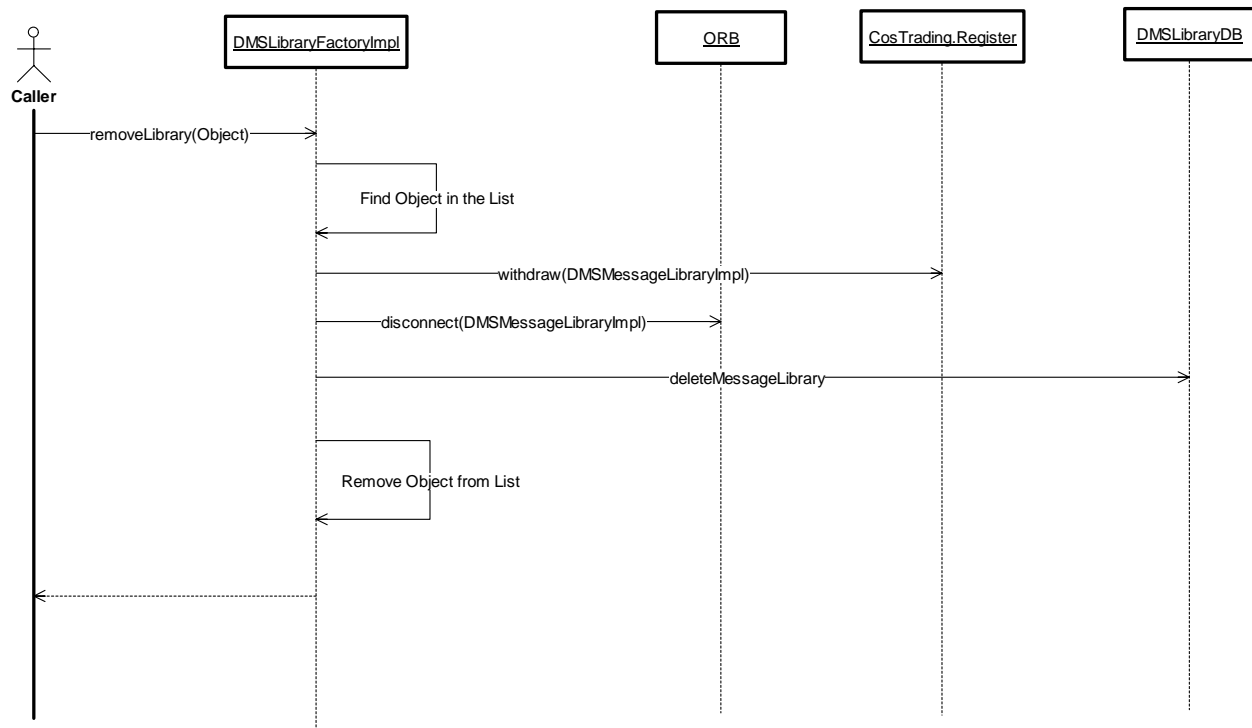 DMSLibraryFactoryImpl
ORB
CosTrading.Register
DMSLibraryDB
Caller
removeLibrary(Object)
Find Object in the List
withdraw(DMSMessageLibraryImpl)
disconnect(DMSMessageLibraryImpl)
deleteMessageLibrary
Remove Object from List